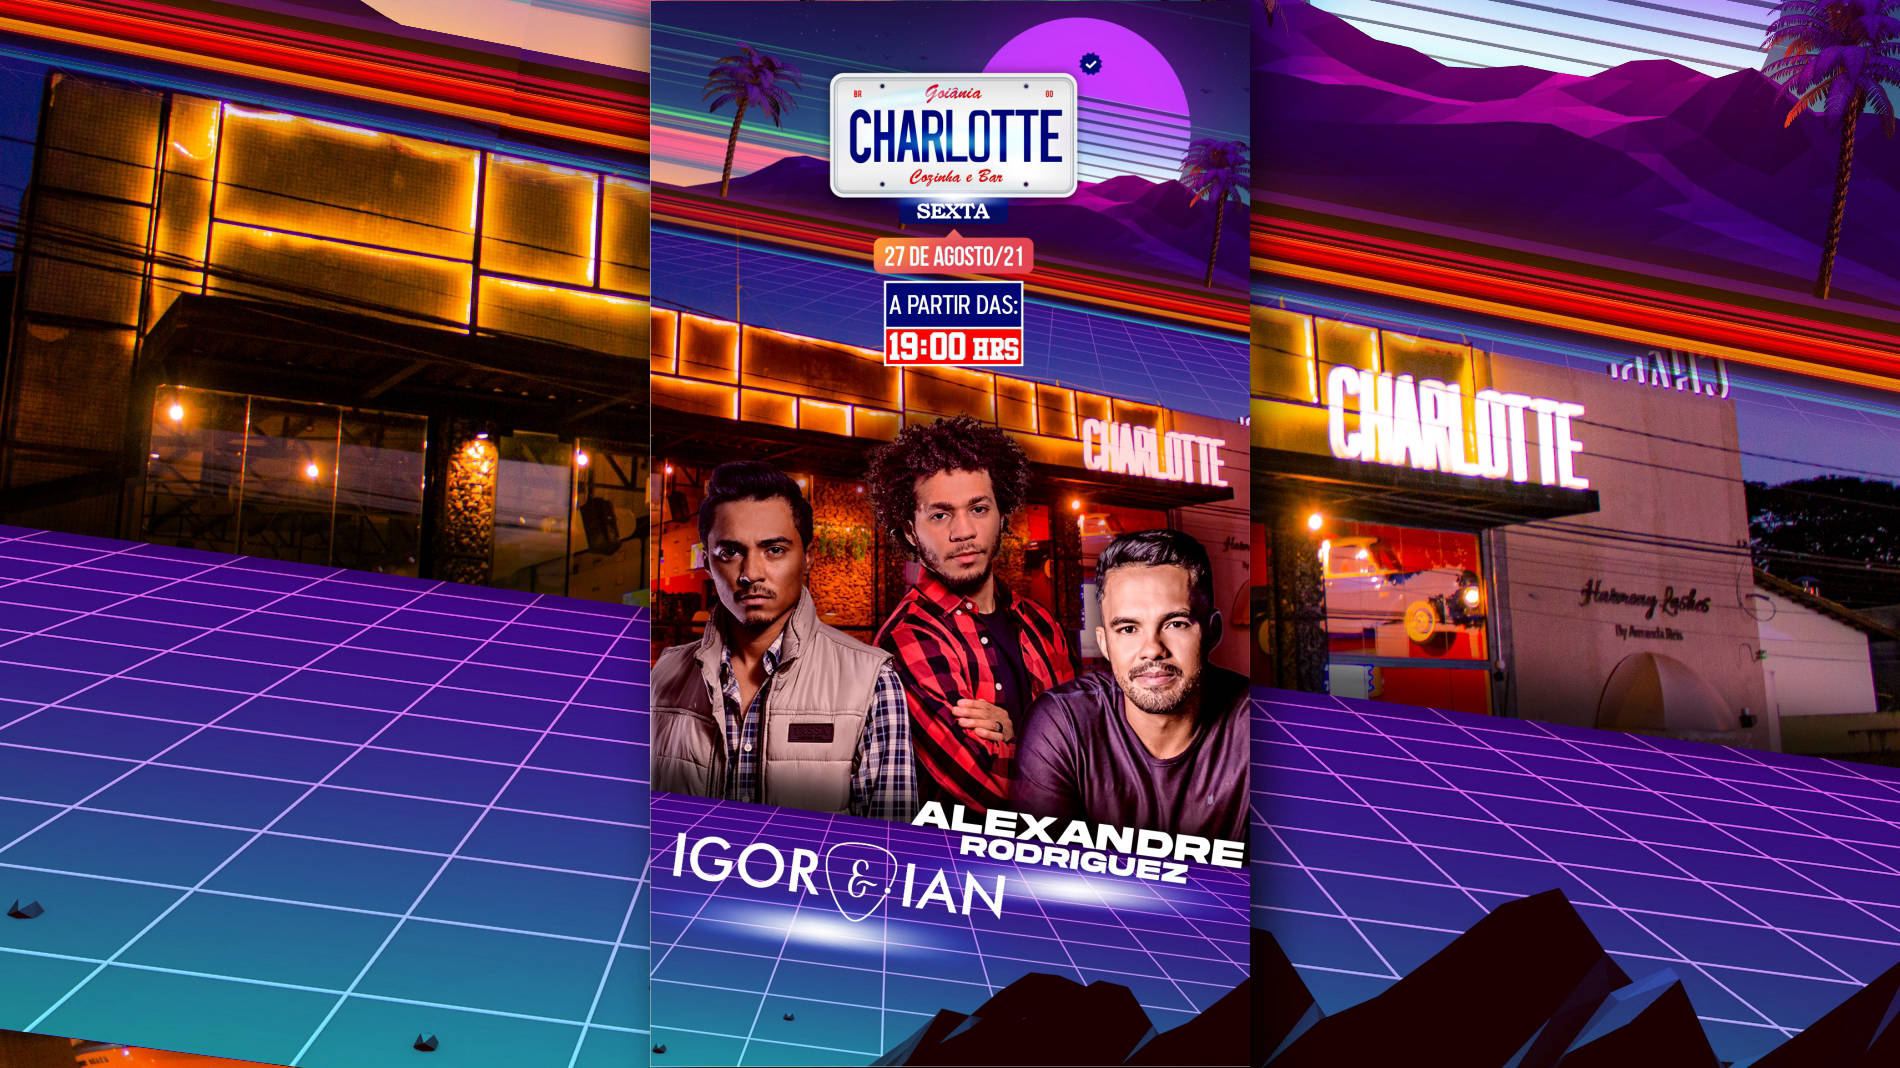 BR
Goiânia
GO
CHARLOTTE
Cozinha e Bar
SEXTA
27 DE AGOSTO/21
A PARTIR DAS:
19:00 HRS
CHARLOTTE
ALEXANDRE
RODRIGUEZ
IGOR & IAN
CHARLOTTE
Harmony Lashes
By Amanda Reis